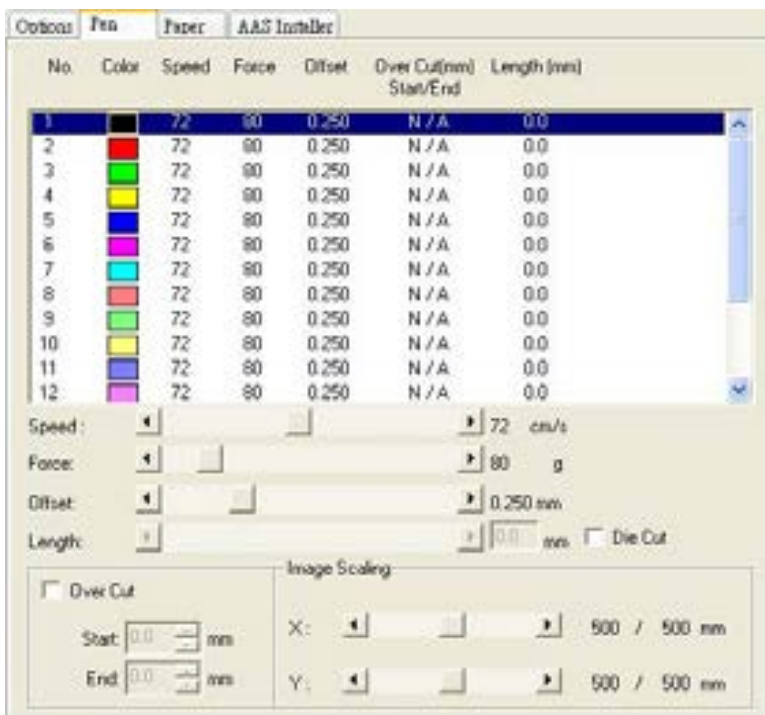 Options Pen Paper AAS Installer
No. Color Speed Force Offset Over Cut(mm) Length (mm)
Start/End
1 72 80 0.250 N / A 0.0
2 72 80 0.250 N / A 0.0
3 72 80 0.250 N / A 0.0
4 72 80 0.250 N / A 0.0
5 72 80 0.250 N / A 0.0
6 72 80 0.250 N / A 0.0
7 72 80 0.250 N / A 0.0
8 72 80 0.250 N / A 0.0
9 72 80 0.250 N / A 0.0
10 72 80 0.250 N / A 0.0
11 72 80 0.250 N / A 0.0
12 72 80 0.250 N / A 0.0
Speed : 72 cm/s
Force: 80 g
Offset: 0.250 mm
Length: 0.0 mm Die Cut
Over Cut
Start: 0.0 mm
End: 0.0 mm
Image Scaling
X: 500 / 500 mm
Y: 500 / 500 mm